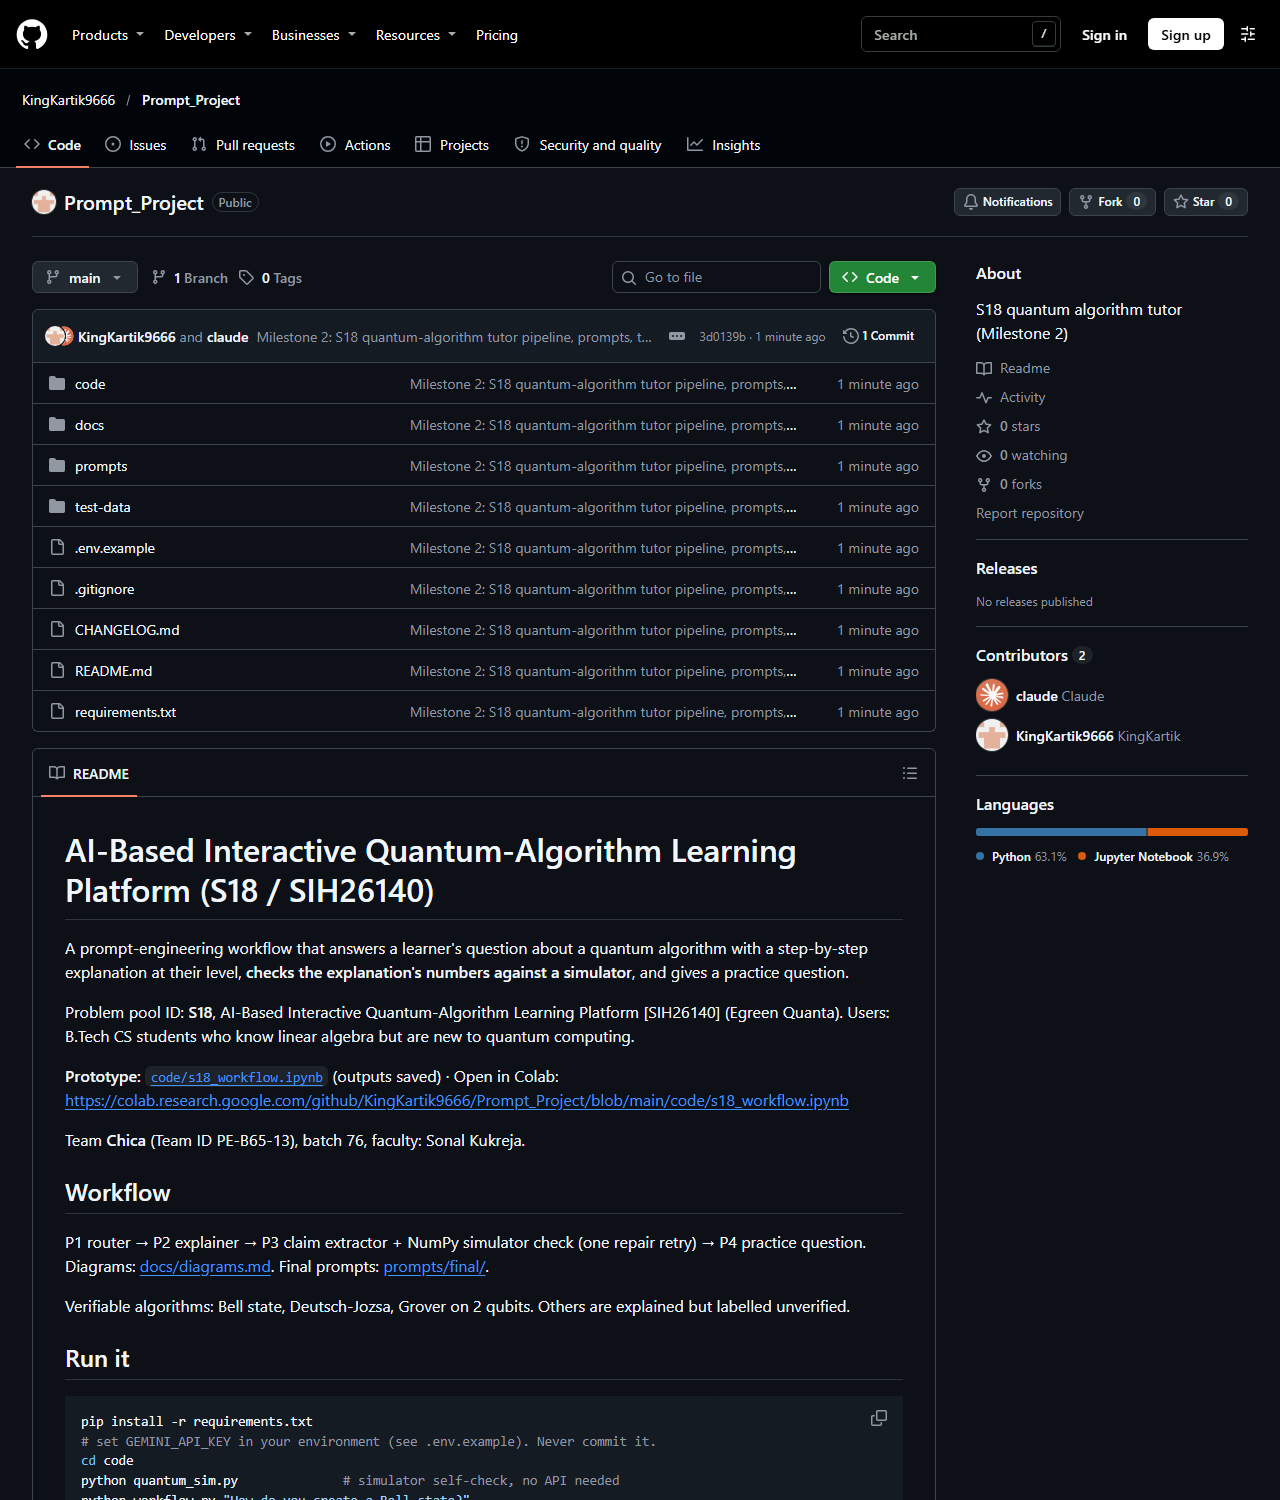 Products Developers Businesses Resources Pricing Search / Sign in Sign up
KingKartik9666 / Prompt_Project
Code Issues Pull requests Actions Projects Security and quality Insights
Prompt_Project Public Notifications Fork 0 Star 0
main 1 Branch 0 Tags Go to file Code
KingKartik9666 and claude Milestone 2: S18 quantum-algorithm tutor pipeline, prompts, t... 3d0139b · 1 minute ago 1 Commit
code Milestone 2: S18 quantum-algorithm tutor pipeline, prompts,... 1 minute ago
docs Milestone 2: S18 quantum-algorithm tutor pipeline, prompts,... 1 minute ago
prompts Milestone 2: S18 quantum-algorithm tutor pipeline, prompts,... 1 minute ago
test-data Milestone 2: S18 quantum-algorithm tutor pipeline, prompts,... 1 minute ago
.env.example Milestone 2: S18 quantum-algorithm tutor pipeline, prompts,... 1 minute ago
.gitignore Milestone 2: S18 quantum-algorithm tutor pipeline, prompts,... 1 minute ago
CHANGELOG.md Milestone 2: S18 quantum-algorithm tutor pipeline, prompts,... 1 minute ago
README.md Milestone 2: S18 quantum-algorithm tutor pipeline, prompts,... 1 minute ago
requirements.txt Milestone 2: S18 quantum-algorithm tutor pipeline, prompts,... 1 minute ago
README
AI-Based Interactive Quantum-Algorithm Learning
Platform (S18 / SIH26140)
A prompt-engineering workflow that answers a learner's question about a quantum algorithm with a step-by-step
explanation at their level, checks the explanation's numbers against a simulator, and gives a practice question.
Problem pool ID: S18, AI-Based Interactive Quantum-Algorithm Learning Platform [SIH26140] (Egreen Quanta). Users:
B.Tech CS students who know linear algebra but are new to quantum computing.
Prototype: code/s18_workflow.ipynb (outputs saved) · Open in Colab:
https://colab.research.google.com/github/KingKartik9666/Prompt_Project/blob/main/code/s18_workflow.ipynb
Team Chica (Team ID PE-B65-13), batch 76, faculty: Sonal Kukreja.
Workflow
P1 router → P2 explainer → P3 claim extractor + NumPy simulator check (one repair retry) → P4 practice question.
Diagrams: docs/diagrams.md. Final prompts: prompts/final/.
Verifiable algorithms: Bell state, Deutsch-Jozsa, Grover on 2 qubits. Others are explained but labelled unverified.
Run it
pip install -r requirements.txt
# set GEMINI_API_KEY in your environment (see .env.example). Never commit it.
cd code
python quantum_sim.py # simulator self-check, no API needed
python workflow.py "How do you create a Bell state?"
About
S18 quantum algorithm tutor
(Milestone 2)
Readme
Activity
0 stars
0 watching
0 forks
Report repository
Releases
No releases published
Contributors 2
claude Claude
KingKartik9666 KingKartik
Languages
Python 63.1% Jupyter Notebook 36.9%